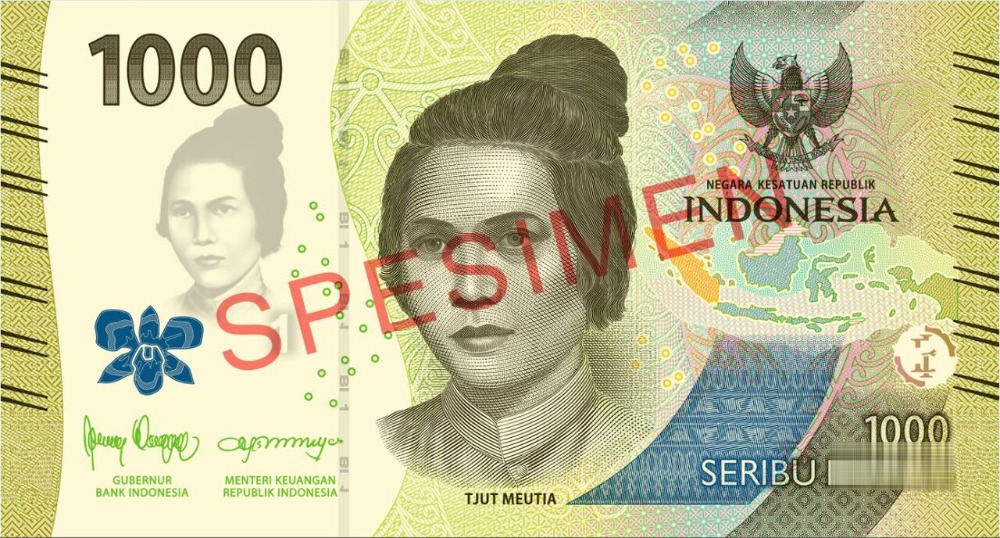 1000
NEGARA KESATUAN REPUBLIK
INDONESIA
SPESIMEN
1000
SERIBU
GUBERNUR
BANK INDONESIA
MENTERI KEUANGAN
REPUBLIK INDONESIA
TJUT MEUTIA